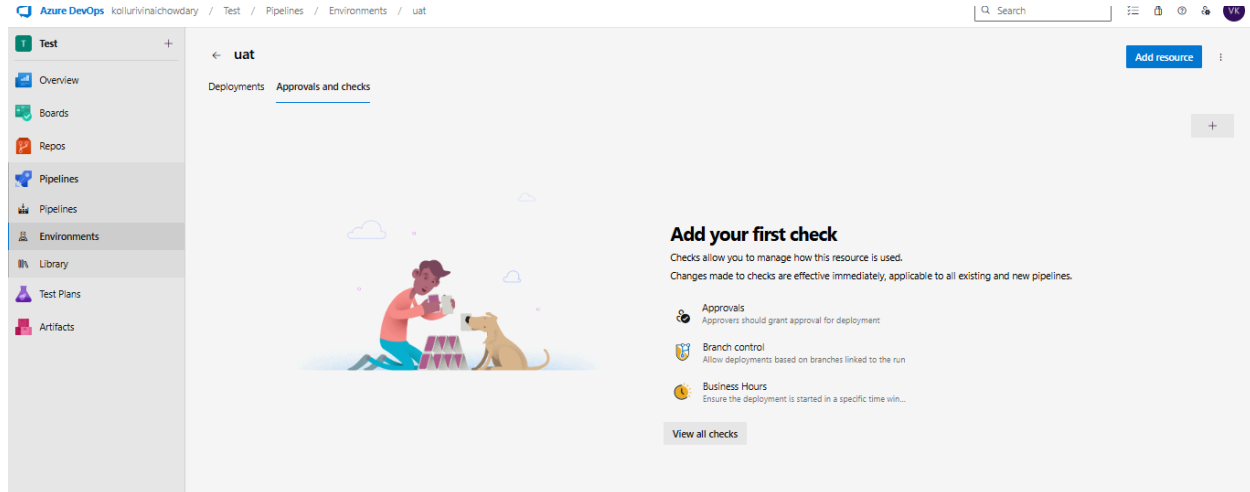 Azure DevOps kollurivinaichowdary / Test / Pipelines / Environments / uat
Search
VK
T Test +
Overview
Boards
Repos
Pipelines
Pipelines
Environments
Library
Test Plans
Artifacts
← uat
Add resource
Deployments Approvals and checks
+
Add your first check
Checks allow you to manage how this resource is used.
Changes made to checks are effective immediately, applicable to all existing and new pipelines.
Approvals
Approvers should grant approval for deployment
Branch control
Allow deployments based on branches linked to the run
Business Hours
Ensure the deployment is started in a specific time win...
View all checks